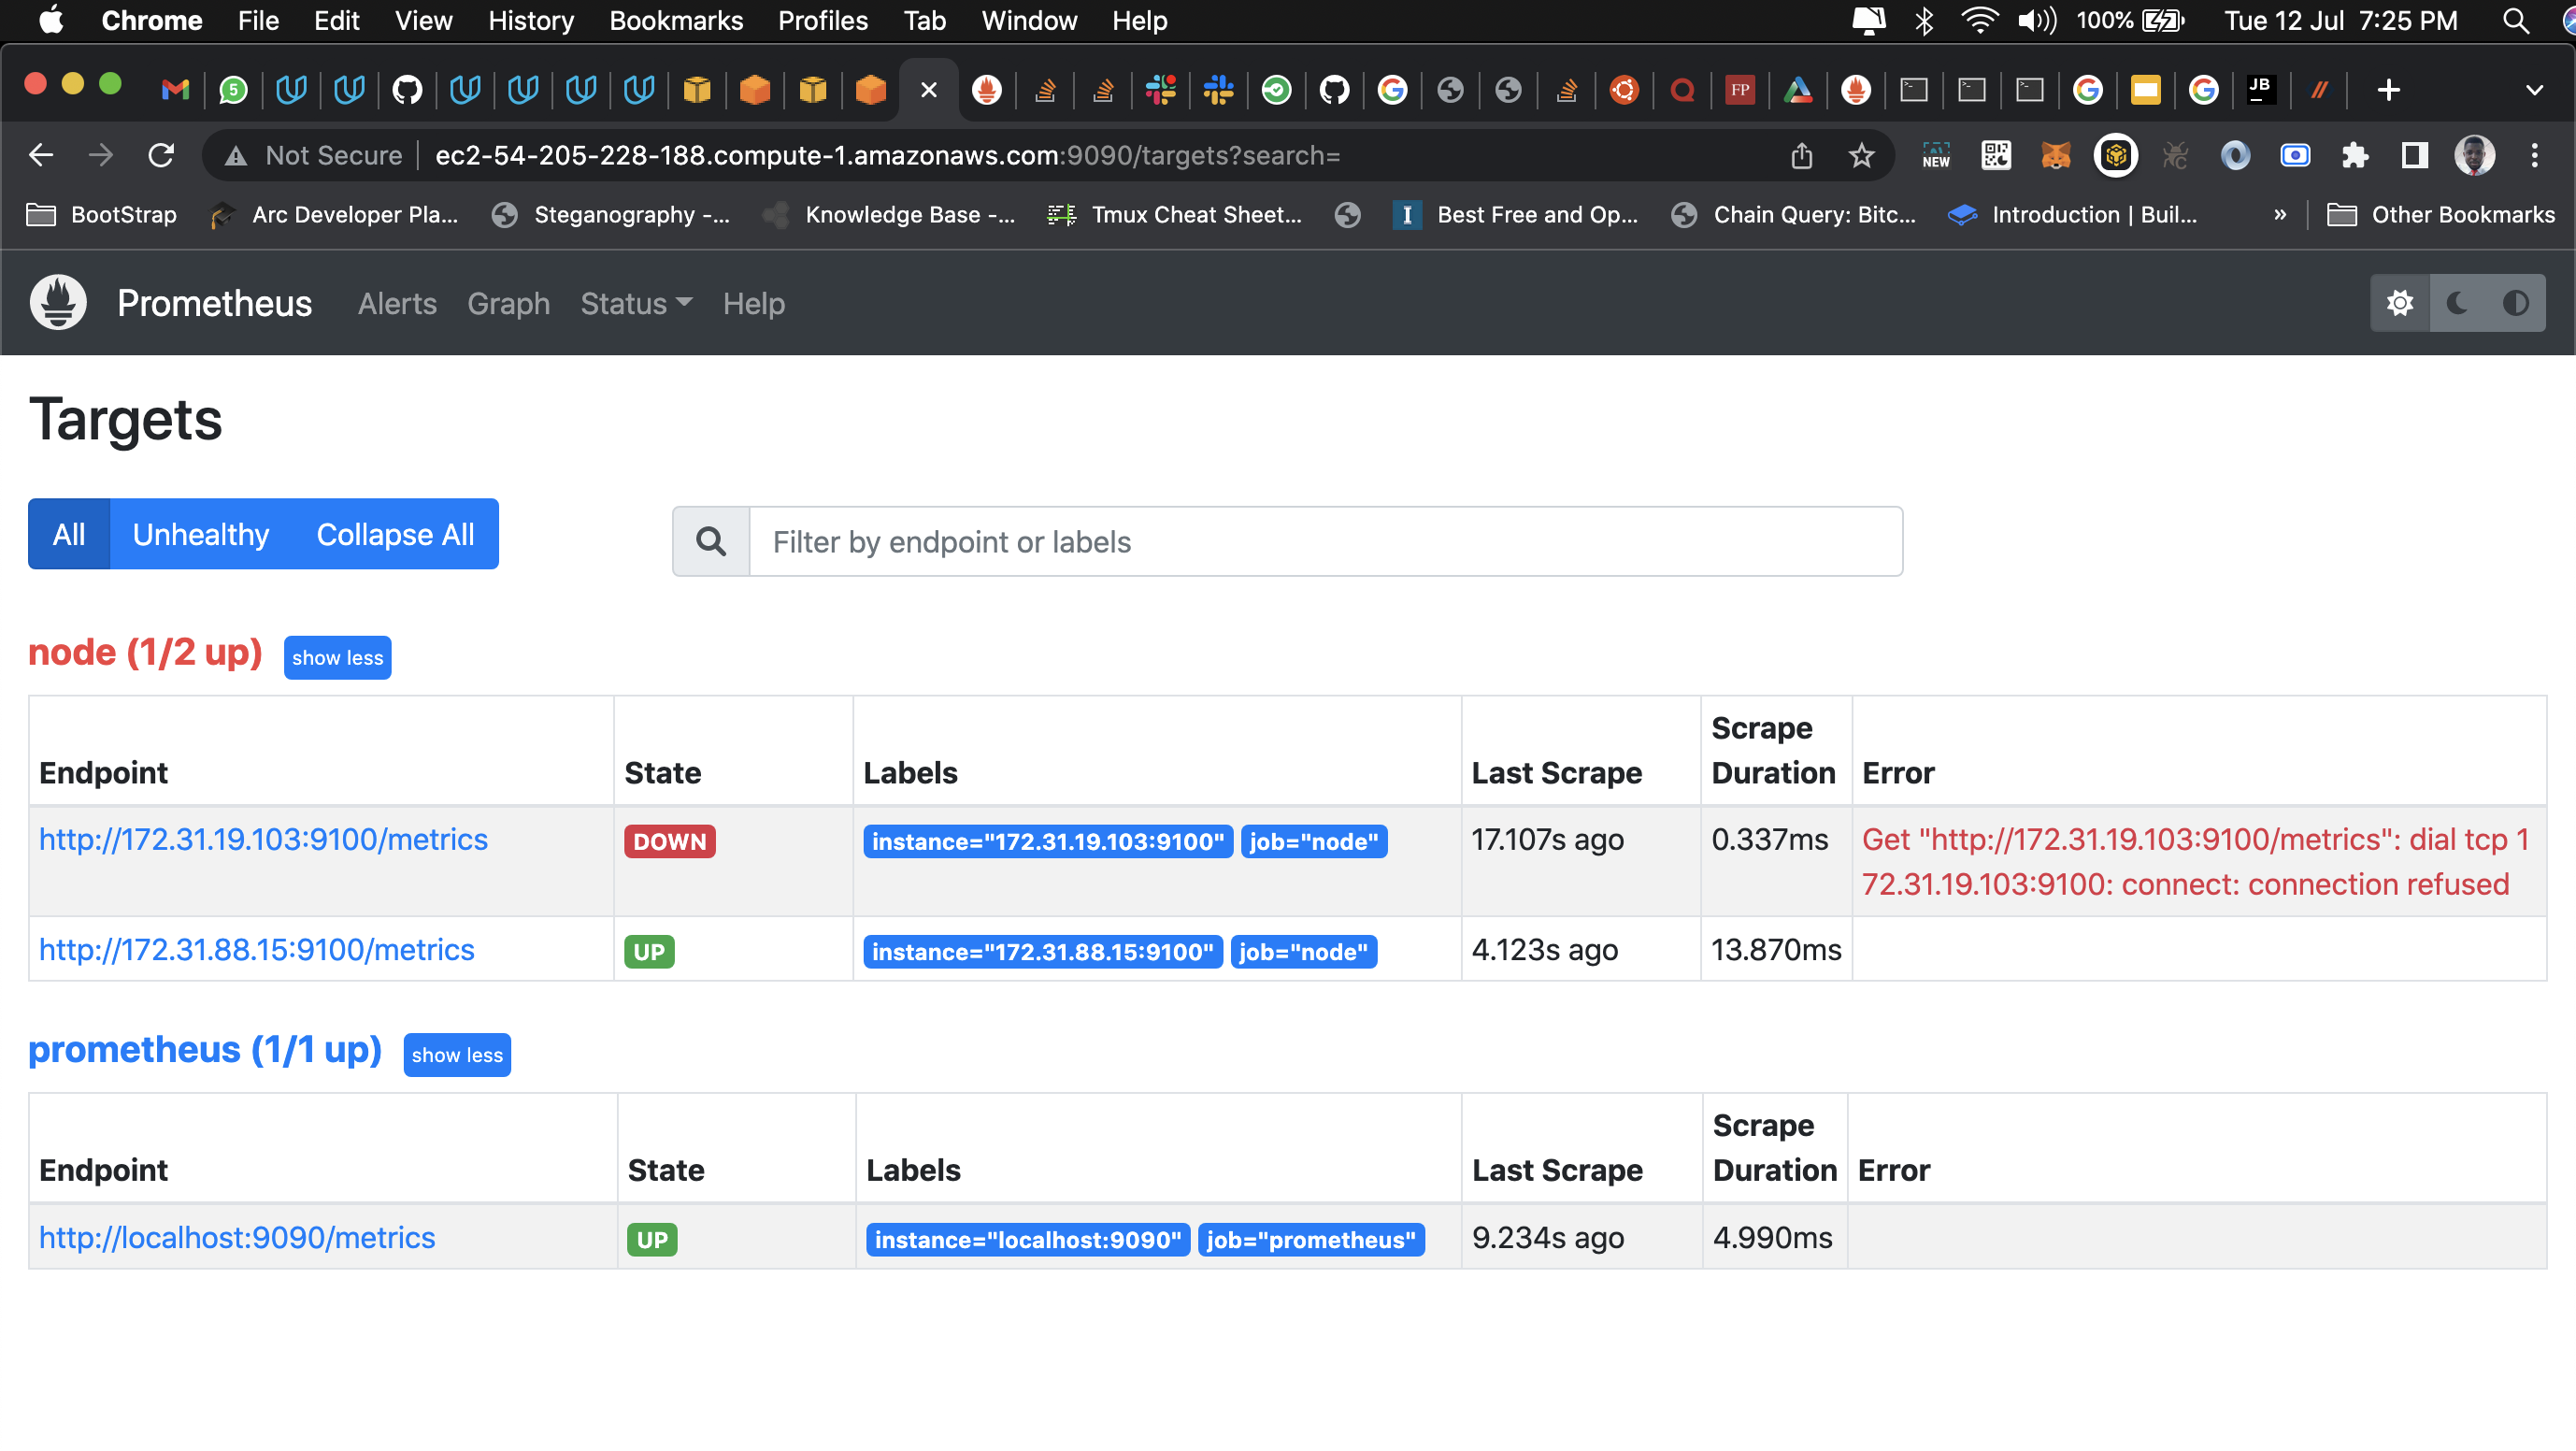 Chrome File Edit View History Bookmarks Profiles Tab Window Help 100% Tue 12 Jul 7:25 PM
5 FP JB
Not Secure ec2-54-205-228-188.compute-1.amazonaws.com:9090/targets?search= NEW
BootStrap Arc Developer Pla... Steganography -... Knowledge Base -... Tmux Cheat Sheet... I Best Free and Op... Chain Query: Bitc... Introduction | Buil... » Other Bookmarks
Prometheus Alerts Graph Status Help
Targets
All Unhealthy Collapse All Filter by endpoint or labels
node (1/2 up) show less
Endpoint State Labels Last Scrape Scrape Duration Error
http://172.31.19.103:9100/metrics DOWN instance="172.31.19.103:9100" job="node" 17.107s ago 0.337ms Get "http://172.31.19.103:9100/metrics": dial tcp 1
72.31.19.103:9100: connect: connection refused
http://172.31.88.15:9100/metrics UP instance="172.31.88.15:9100" job="node" 4.123s ago 13.870ms
prometheus (1/1 up) show less
Endpoint State Labels Last Scrape Scrape Duration Error
http://localhost:9090/metrics UP instance="localhost:9090" job="prometheus" 9.234s ago 4.990ms